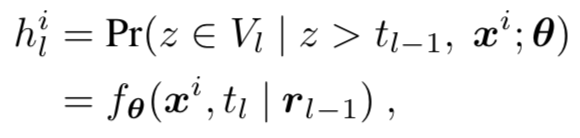 h_l^i = Pr(z ∈ V_l | z > t_{l−1}, x^i; θ)
= f_θ(x^i, t_l | r_{l−1}) ,